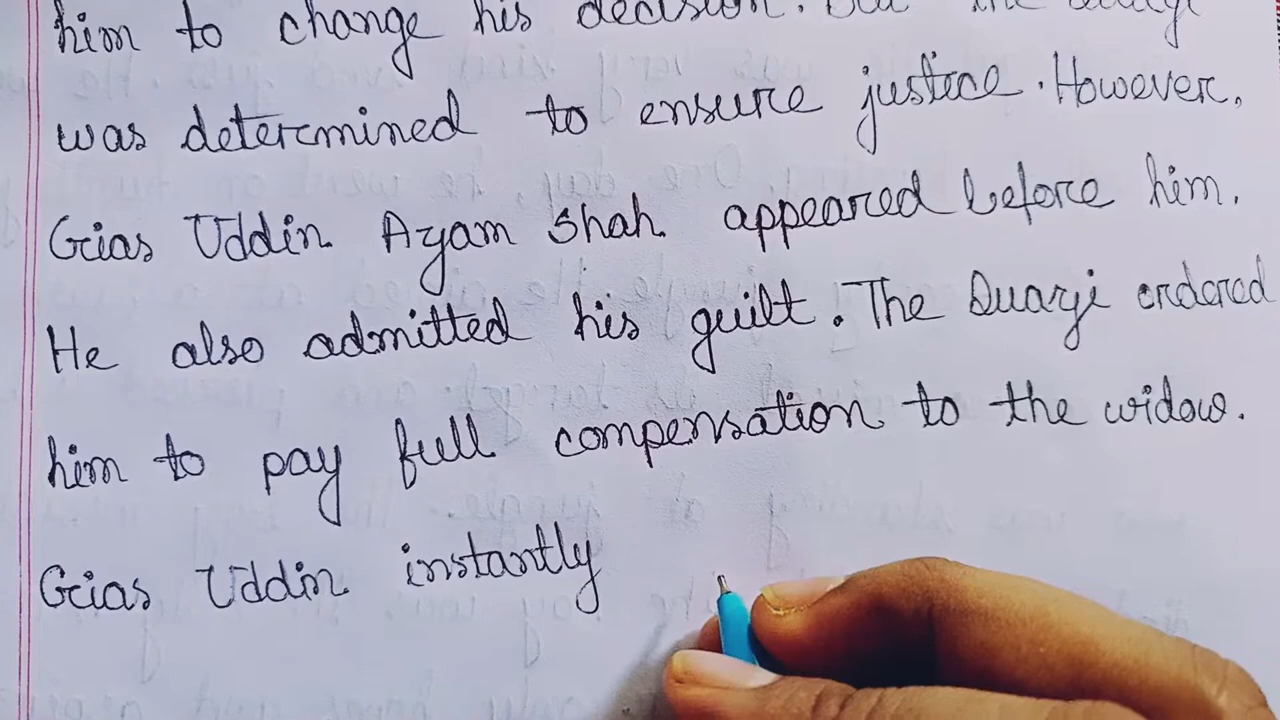 him to change his decision. But the
was determined to ensure justice. However,
Gias Uddin Azam Shah appeared before him.
He also admitted his guilt. The Quazi ordered
him to pay full compensation to the widow.
Gias Uddin instantly